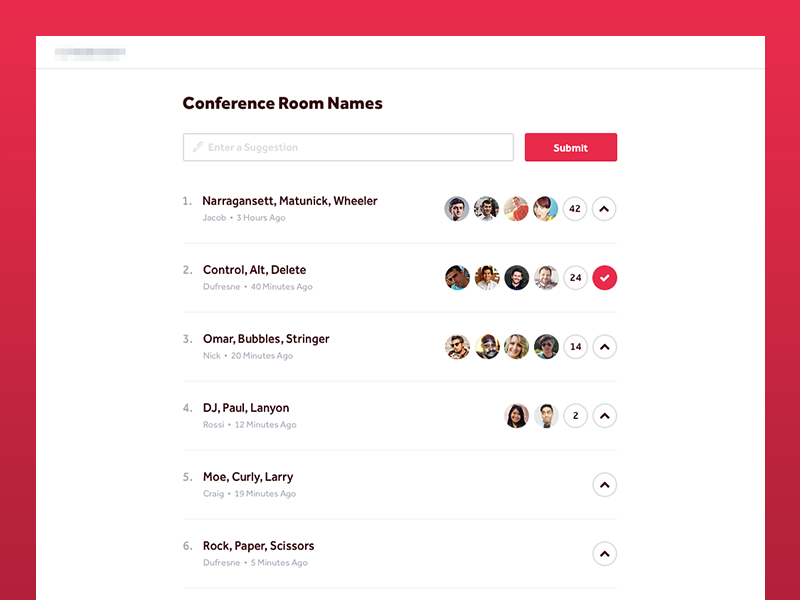 Conference Room Names
Enter a Suggestion
Submit
1. Narragansett, Matunick, Wheeler
Jacob • 3 Hours Ago
42
2. Control, Alt, Delete
Dufresne • 40 Minutes Ago
24
3. Omar, Bubbles, Stringer
Nick • 20 Minutes Ago
14
4. DJ, Paul, Lanyon
Rossi • 12 Minutes Ago
2
5. Moe, Curly, Larry
Craig • 19 Minutes Ago
6. Rock, Paper, Scissors
Dufresne • 5 Minutes Ago